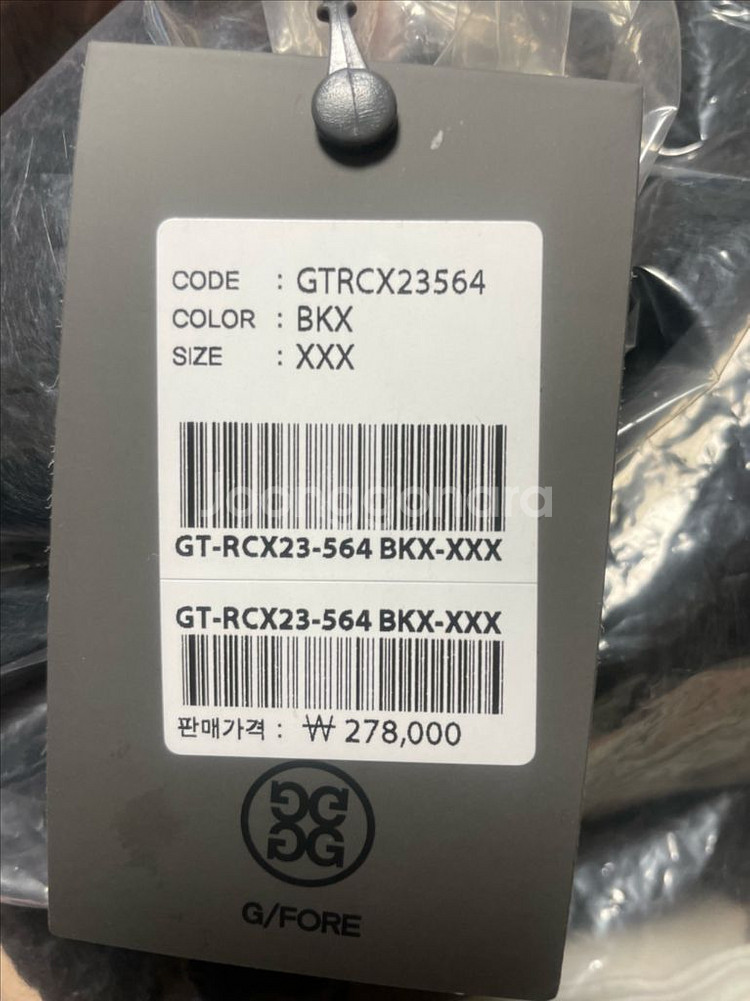 CODE : GTRCX23564
COLOR : BKX
SIZE : XXX
Joonggonara
GT-RCX23-564 BKX-XXX
GT-RCX23-564 BKX-XXX
판매가격 : ₩ 278,000
G/FORE